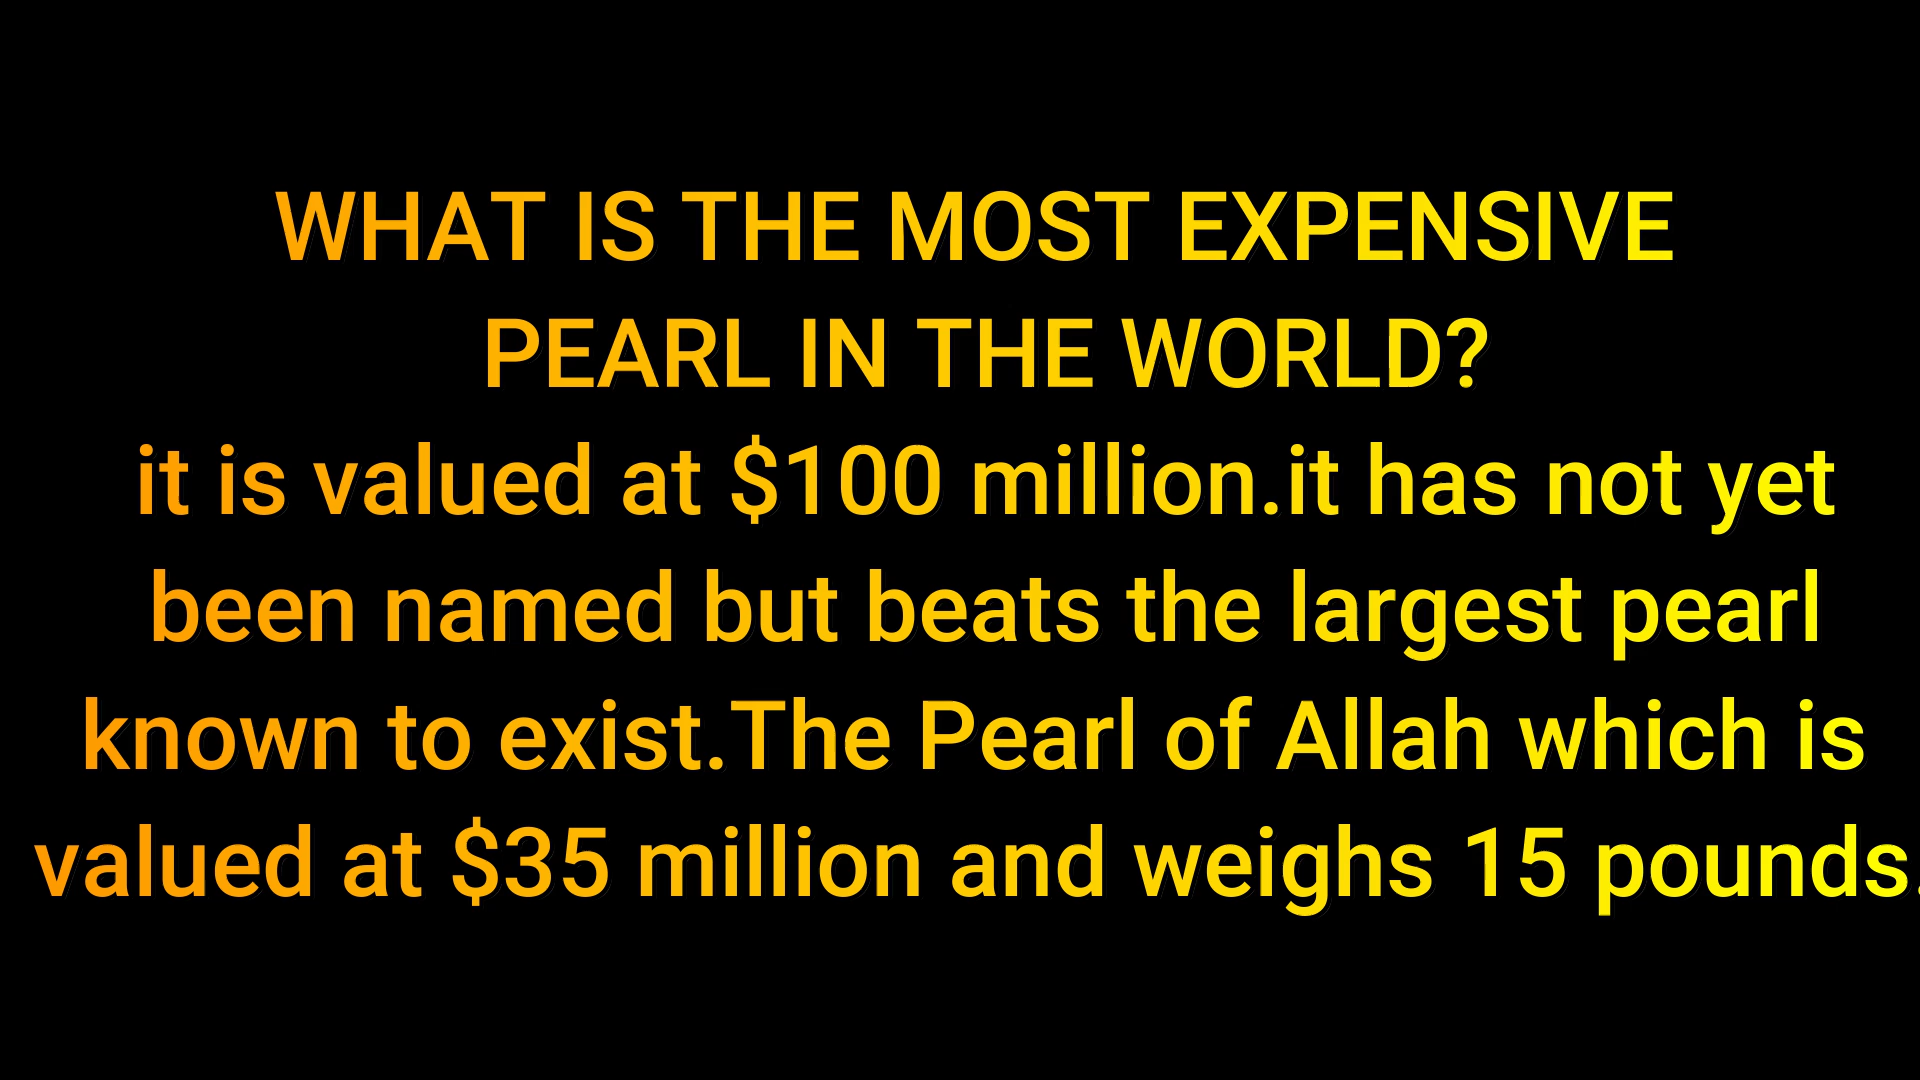 WHAT IS THE MOST EXPENSIVE
PEARL IN THE WORLD?
it is valued at $100 million.it has not yet
been named but beats the largest pearl
known to exist.The Pearl of Allah which is
valued at $35 million and weighs 15 pounds.